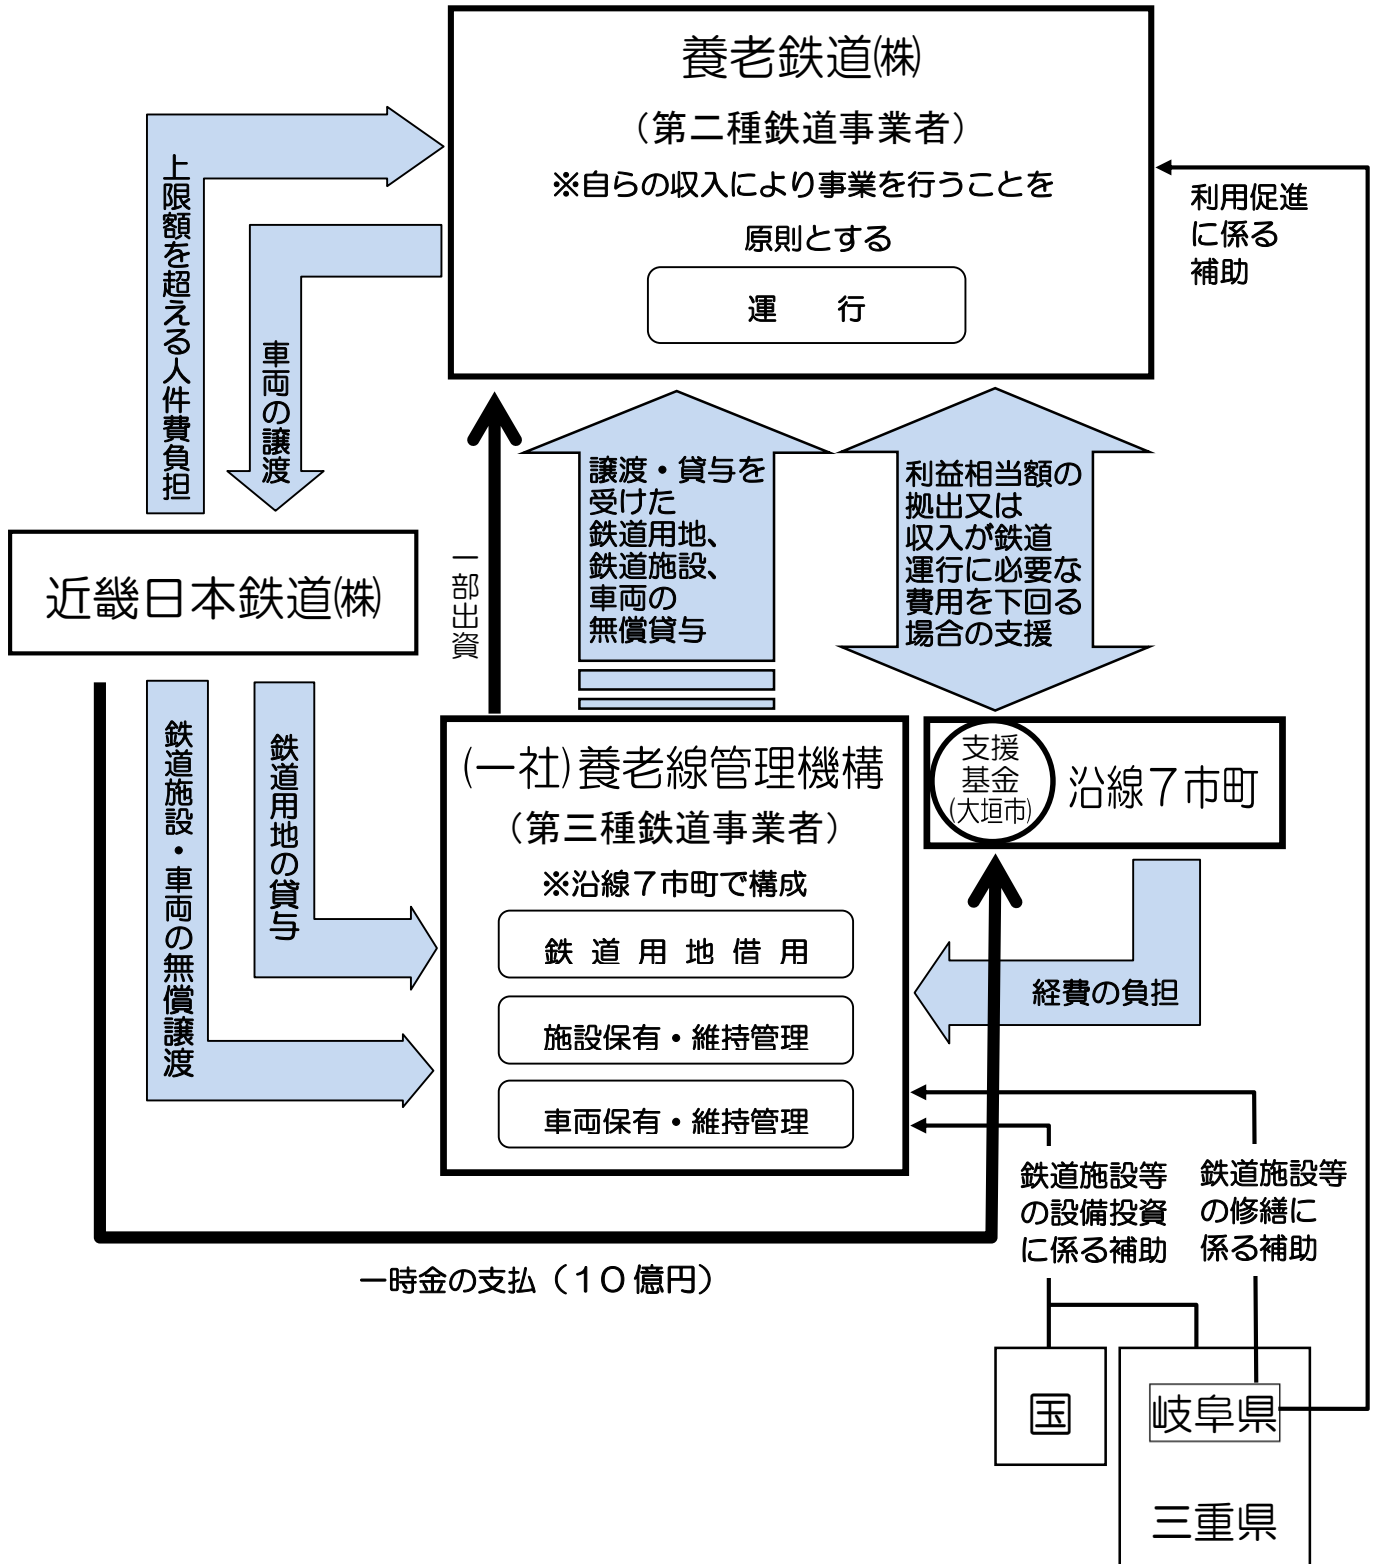 養老鉄道㈱
（第二種鉄道事業者）
※自らの収入により事業を行うことを
原則とする
運　行
上限額を超える人件費負担
車両の譲渡
利用促進
に係る
補助
近畿日本鉄道㈱
一部出資
譲渡・貸与を
受けた
鉄道用地、
鉄道施設、
車両の
無償貸与
利益相当額の
拠出又は
収入が鉄道
運行に必要な
費用を下回る
場合の支援
鉄道施設・車両の無償譲渡
鉄道用地の貸与
(一社)養老線管理機構
（第三種鉄道事業者）
※沿線７市町で構成
鉄道用地借用
施設保有・維持管理
車両保有・維持管理
支援
基金
(大垣市)
沿線７市町
経費の負担
鉄道施設等
の設備投資
に係る補助
鉄道施設等
の修繕に
係る補助
一時金の支払（１０億円）
国
岐阜県
三重県